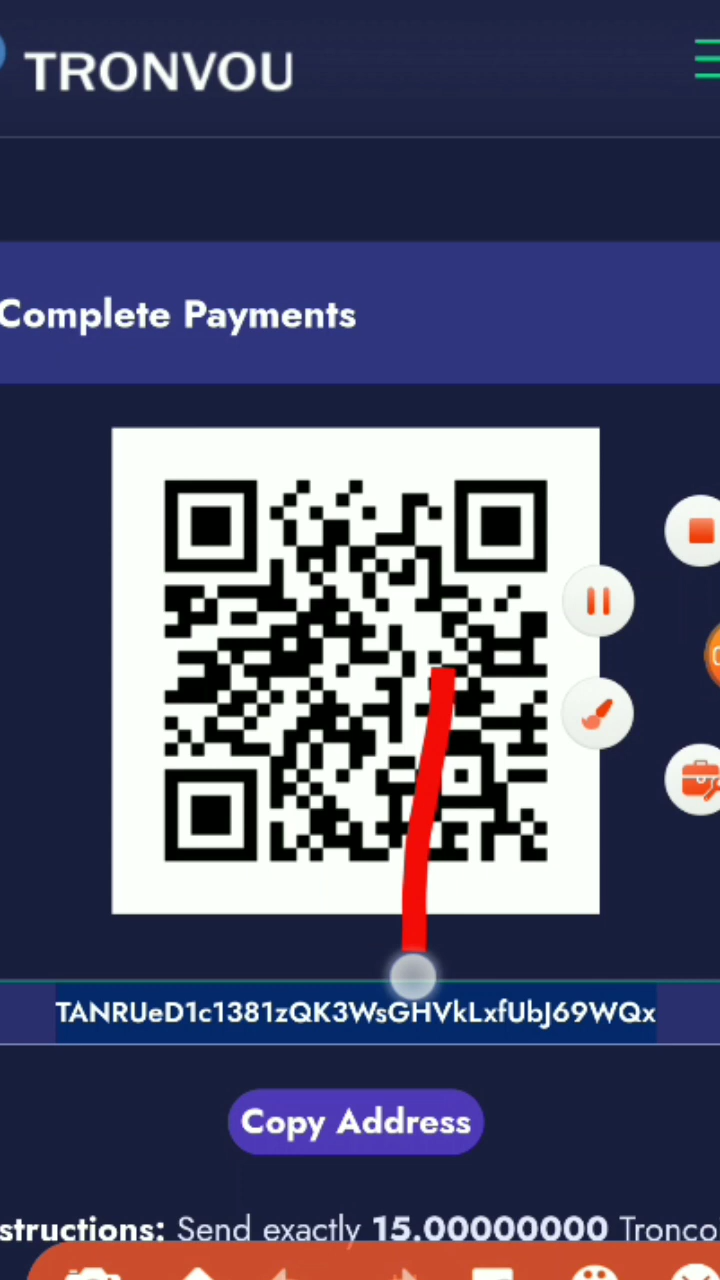 TRONVOU
Complete Payments
TANRUeD1c1381zQK3WsGHVkLxfUbJ69WQx
Copy Address
structions: Send exactly 15.00000000 Tronco